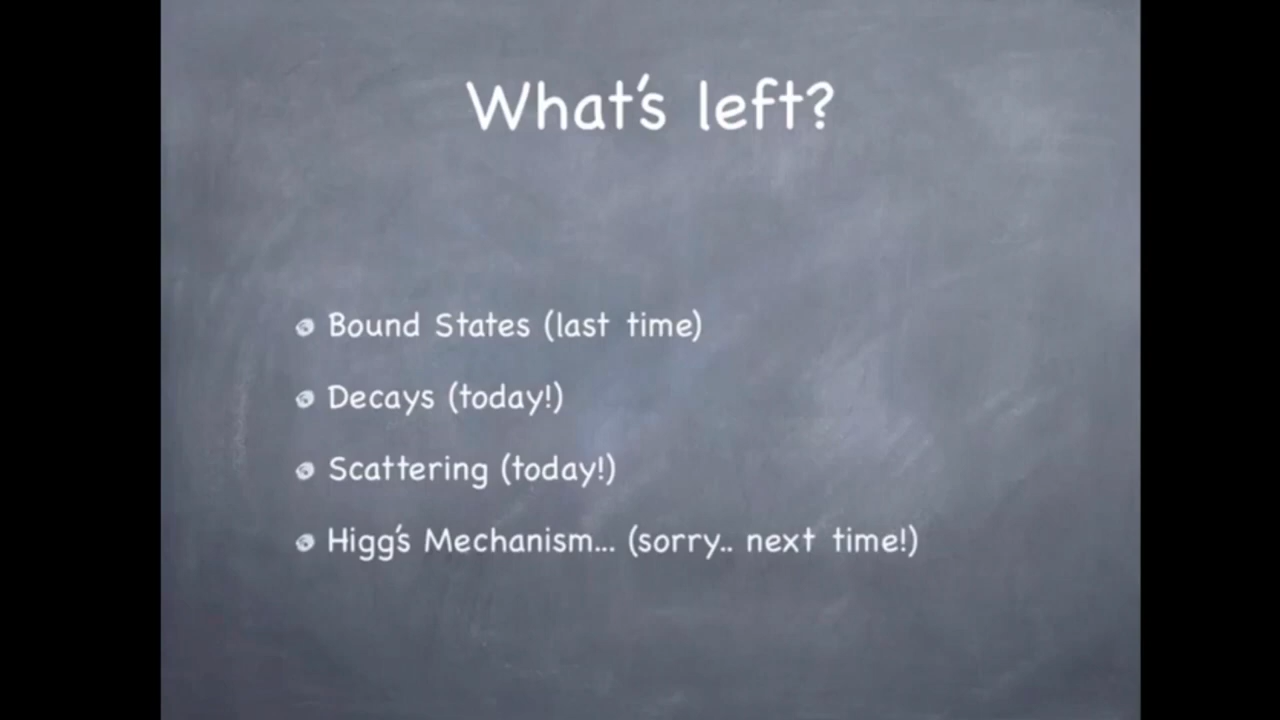 What's left?
Bound States (last time)
Decays (today!)
Scattering (today!)
Higg's Mechanism... (sorry.. next time!)